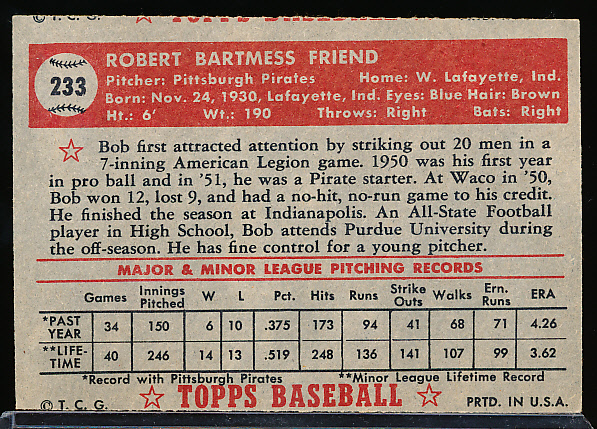 © T. C. G. TOPPS BASEBALL PRTD. IN U.S.A.
233
ROBERT BARTMESS FRIEND
Pitcher: Pittsburgh Pirates Home: W. Lafayette, Ind.
Born: Nov. 24, 1930, Lafayette, Ind. Eyes: Blue Hair: Brown
Ht.: 6' Wt.: 190 Throws: Right Bats: Right
Bob first attracted attention by striking out 20 men in a
7-inning American Legion game. 1950 was his first year
in pro ball and in '51, he was a Pirate starter. At Waco in '50,
Bob won 12, lost 9, and had a no-hit, no-run game to his credit.
He finished the season at Indianapolis. An All-State Football
player in High School, Bob attends Purdue University during
the off-season. He has fine control for a young pitcher.
MAJOR & MINOR LEAGUE PITCHING RECORDS
Games Innings Pitched W L Pct. Hits Runs Strike Outs Walks Ern. Runs ERA
*PAST YEAR 34 150 6 10 .375 173 94 41 68 71 4.26
**LIFE-TIME 40 246 14 13 .519 248 136 141 107 99 3.62
*Record with Pittsburgh Pirates **Minor League Lifetime Record
© T. C. G. TOPPS BASEBALL PRTD. IN U.S.A.